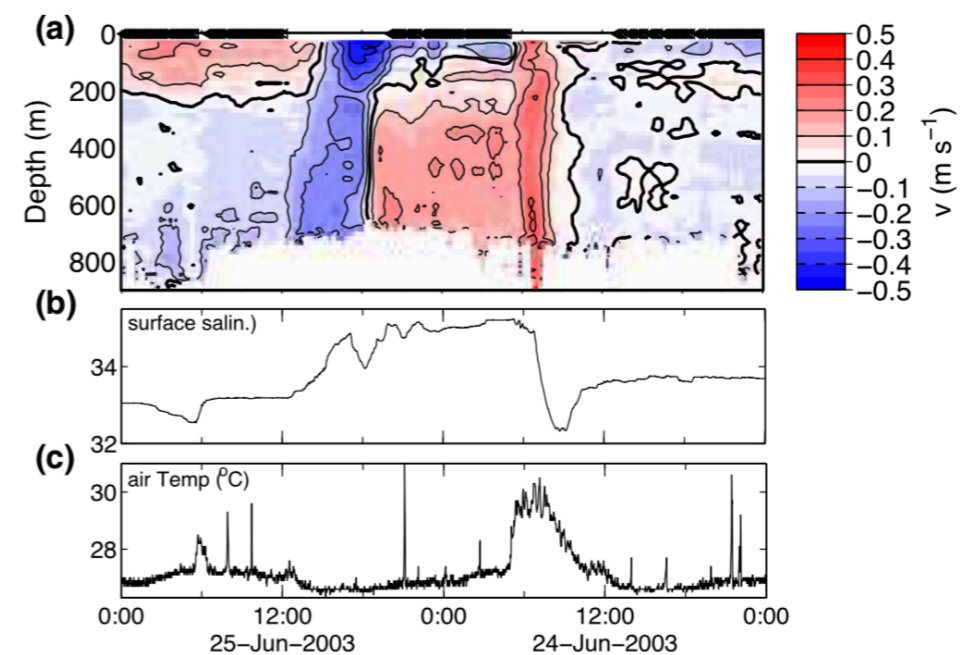 (a)
0
200
400
600
800
Depth (m)
0.5
0.4
0.3
0.2
0.1
0
−0.1
−0.2
−0.3
−0.4
−0.5
v (m s⁻¹)
(b)
surface salin.)
34
32
(c)
air Temp (⁰C)
30
28
0:00 12:00 0:00 12:00 0:00
25−Jun−2003 24−Jun−2003